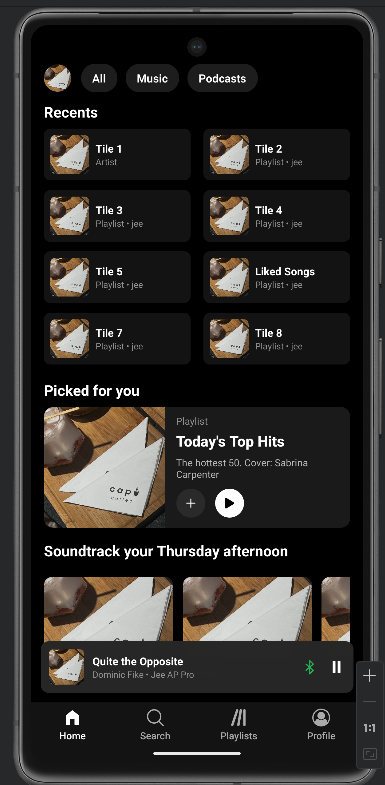 All
Music
Podcasts
Recents
Tile 1
Artist
Tile 2
Playlist • jee
Tile 3
Playlist • jee
Tile 4
Playlist • jee
Tile 5
Playlist • jee
Liked Songs
Playlist • jee
Tile 7
Playlist • jee
Tile 8
Playlist • jee
Picked for you
Playlist
Today's Top Hits
The hottest 50. Cover: Sabrina
Carpenter
Soundtrack your Thursday afternoon
Quite the Opposite
Dominic Fike • Jee AP Pro
Home
Search
Playlists
Profile
1:1